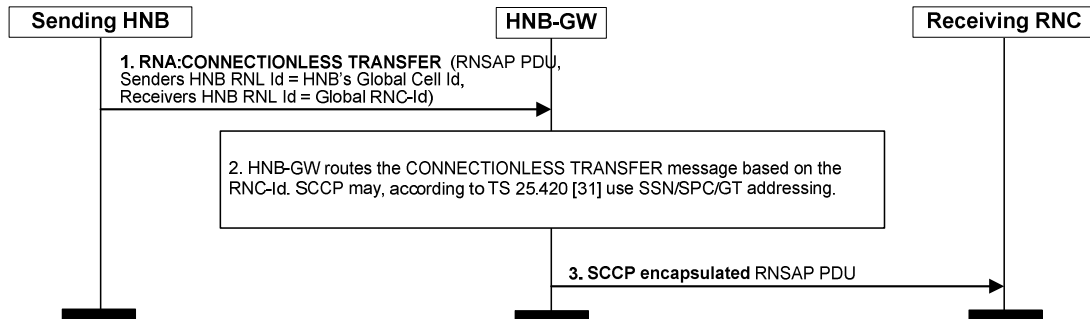 Sending HNB
HNB-GW
Receiving RNC
1. RNA:CONNECTIONLESS TRANSFER (RNSAP PDU,
Senders HNB RNL Id = HNB's Global Cell Id,
Receivers HNB RNL Id = Global RNC-Id)
2. HNB-GW routes the CONNECTIONLESS TRANSFER message based on the
RNC-Id. SCCP may, according to TS 25.420 [31] use SSN/SPC/GT addressing.
3. SCCP encapsulated RNSAP PDU